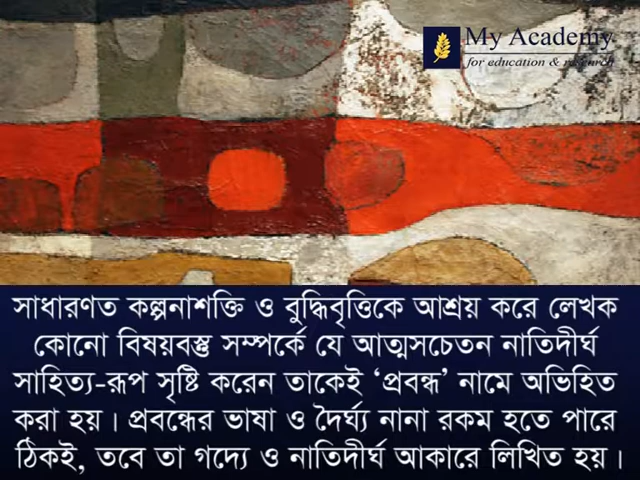 My Academy
for education & research
সাধারণত কল্পনাশক্তি ও বুদ্ধিবৃত্তিকে আশ্রয় করে লেখক
কোনো বিষয়বস্তু সম্পর্কে যে আত্মসচেতন নাতিদীর্ঘ
সাহিত্য-রূপ সৃষ্টি করেন তাকেই ‘প্রবন্ধ’ নামে অভিহিত
করা হয়। প্রবন্ধের ভাষা ও দৈর্ঘ্য নানা রকম হতে পারে
ঠিকই, তবে তা গদ্যে ও নাতিদীর্ঘ আকারে লিখিত হয়।